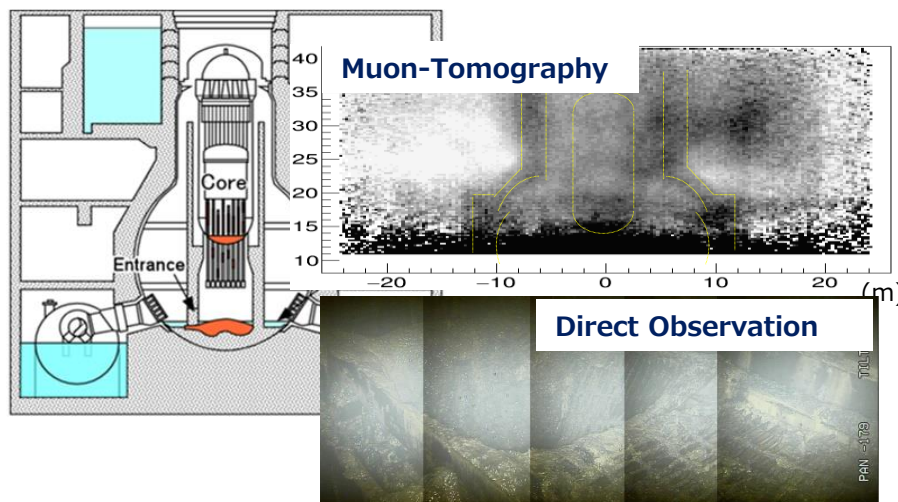 Core
Entrance
Muon-Tomography
40
35
30
25
20
15
10
−20
−10
0
10
20
(m)
Direct Observation
TILT
PAN -179